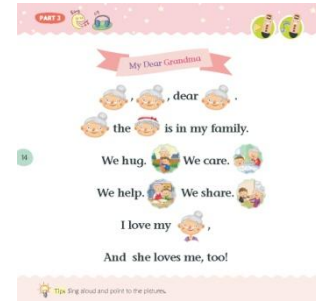 PART 2
My Dear Grandma
, , dear .
the is in my family.
We hug. We care.
We help. We share.
I love my ,
And she loves me, too!
14
Tips Sing aloud and point to the pictures.